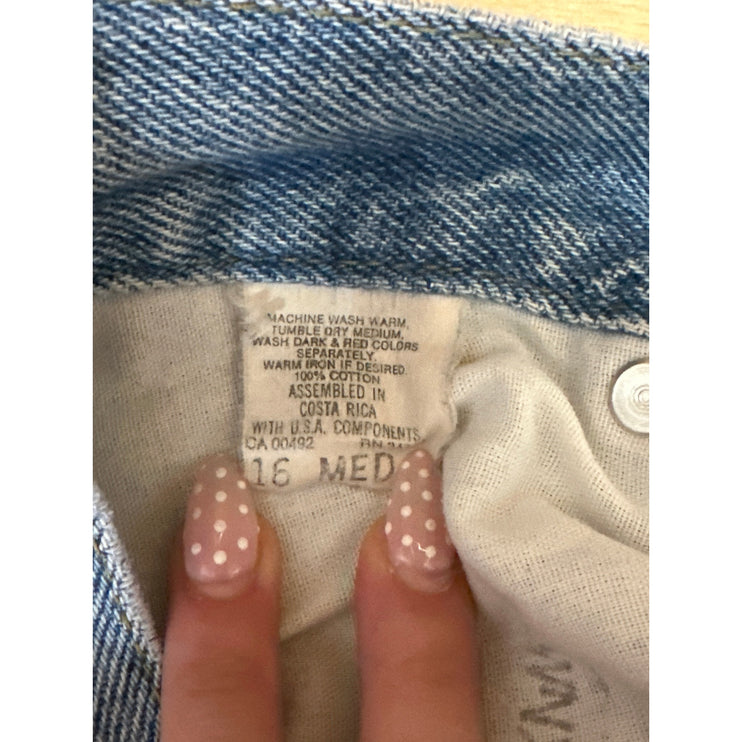 MACHINE WASH WARM,
TUMBLE DRY MEDIUM,
WASH DARK & RED COLORS
SEPARATELY.
WARM IRON IF DESIRED.
100% COTTON
ASSEMBLED IN
COSTA RICA
WITH U.S.A. COMPONENTS
CA 00492 RN
16 MED